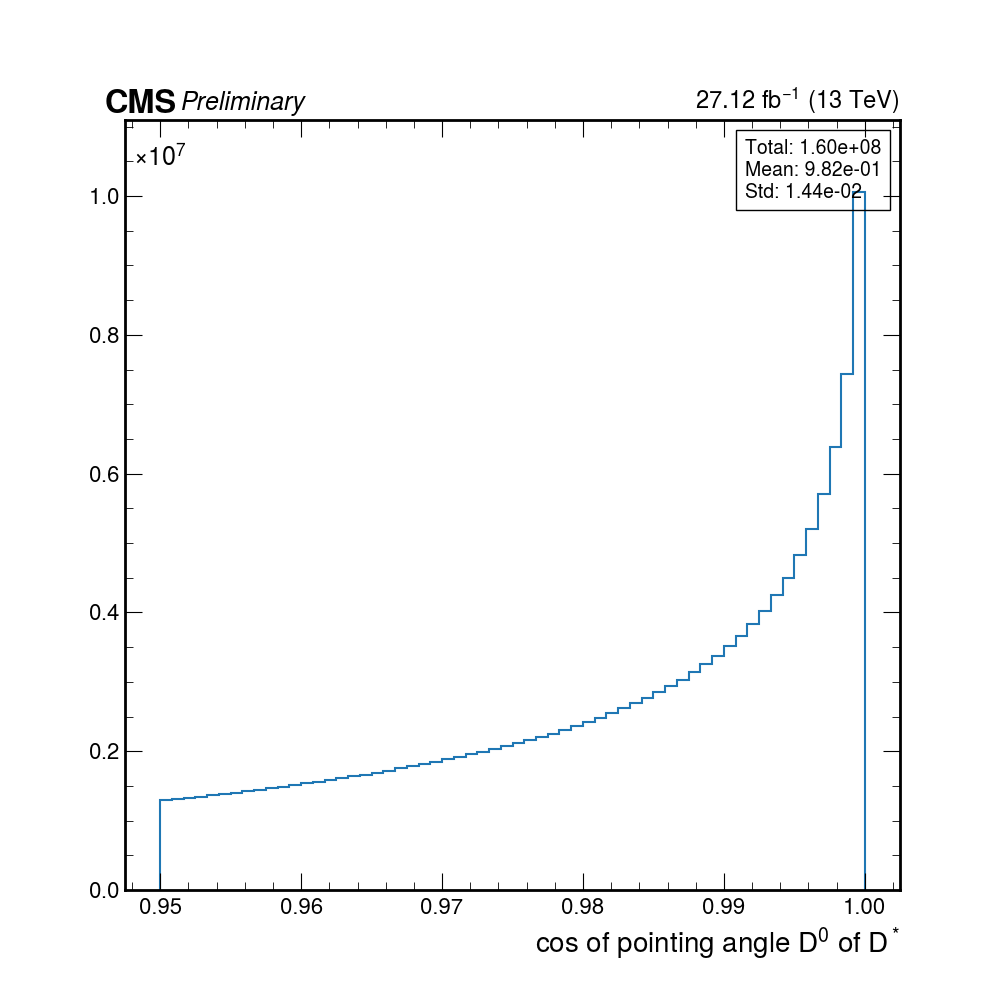 CMS Preliminary 27.12 fb⁻¹ (13 TeV)
×10⁷
Total: 1.60e+08
Mean: 9.82e-01
Std: 1.44e-02
1.0
0.8
0.6
0.4
0.2
0.0
0.95 0.96 0.97 0.98 0.99 1.00
cos of pointing angle D⁰ of D*